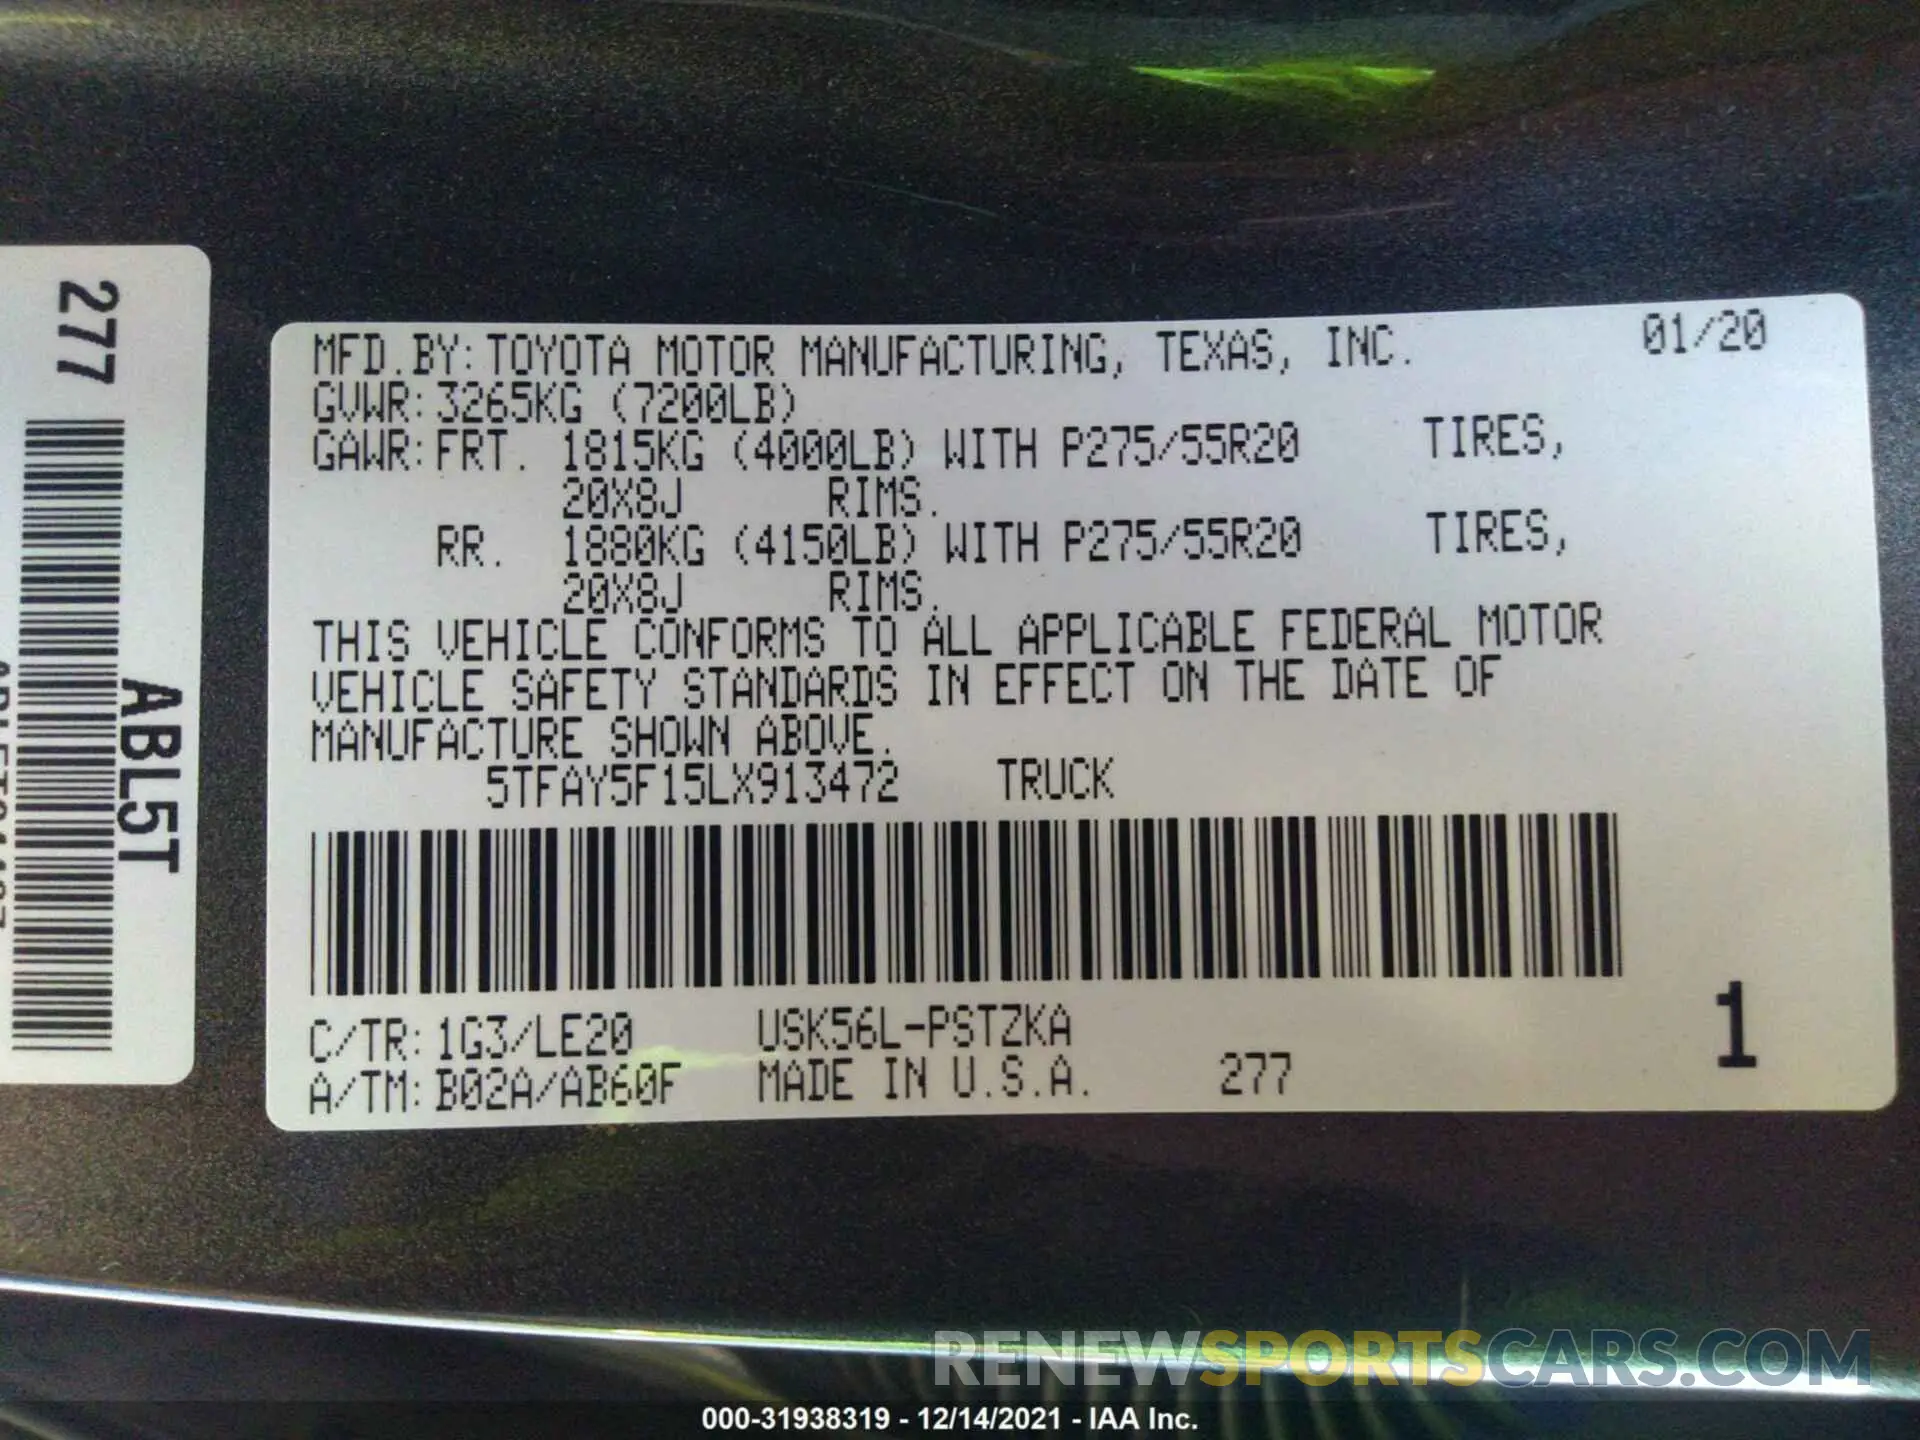 277
ABL5T
MFD.BY:TOYOTA MOTOR MANUFACTURING, TEXAS, INC. 01/20
GVWR:3265KG (7200LB)
GAWR:FRT. 1815KG (4000LB) WITH P275/55R20 TIRES,
20X8J RIMS.
RR. 1880KG (4150LB) WITH P275/55R20 TIRES,
20X8J RIMS.
THIS VEHICLE CONFORMS TO ALL APPLICABLE FEDERAL MOTOR
VEHICLE SAFETY STANDARDS IN EFFECT ON THE DATE OF
MANUFACTURE SHOWN ABOVE.
5TFAY5F15LX913472 TRUCK
C/TR:1G3/LE20 USK56L-PSTZKA
A/TM:B02A/AB60F MADE IN U.S.A. 277
1
RENEWSPORTSCARS.COM
000-31938319 - 12/14/2021 - IAA Inc.